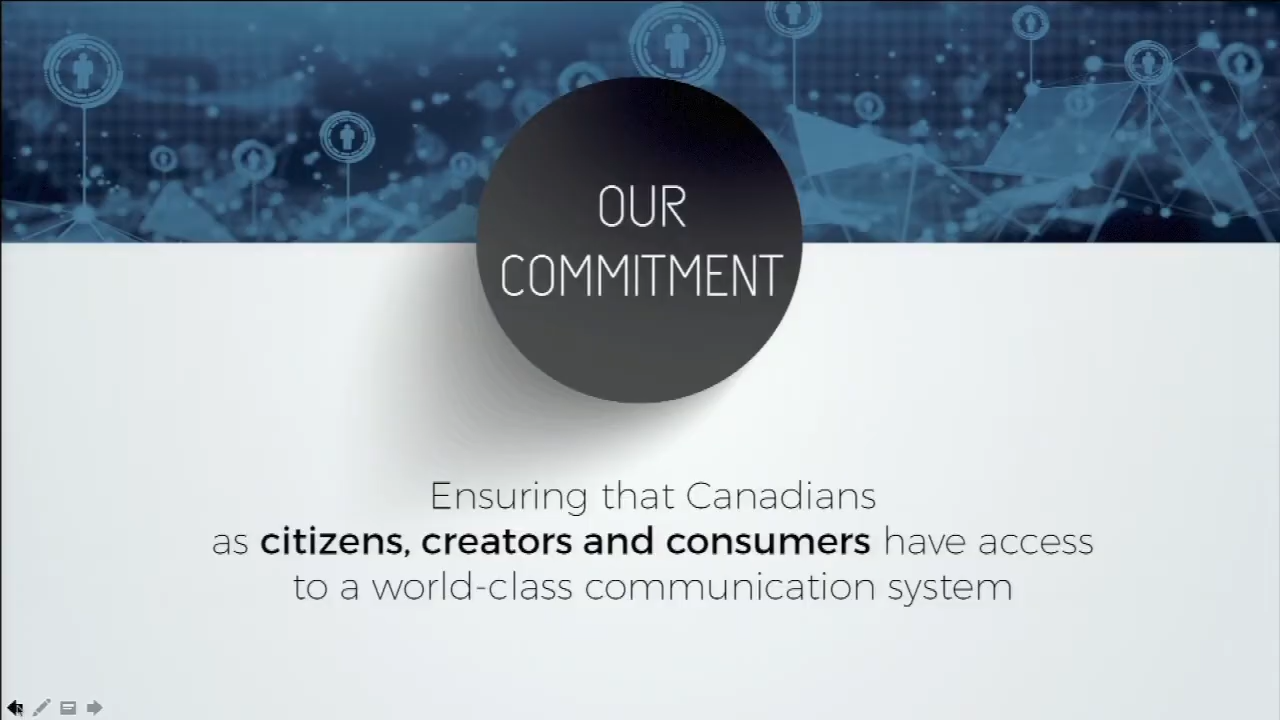 OUR
COMMITMENT
Ensuring that Canadians
as citizens, creators and consumers have access
to a world-class communication system